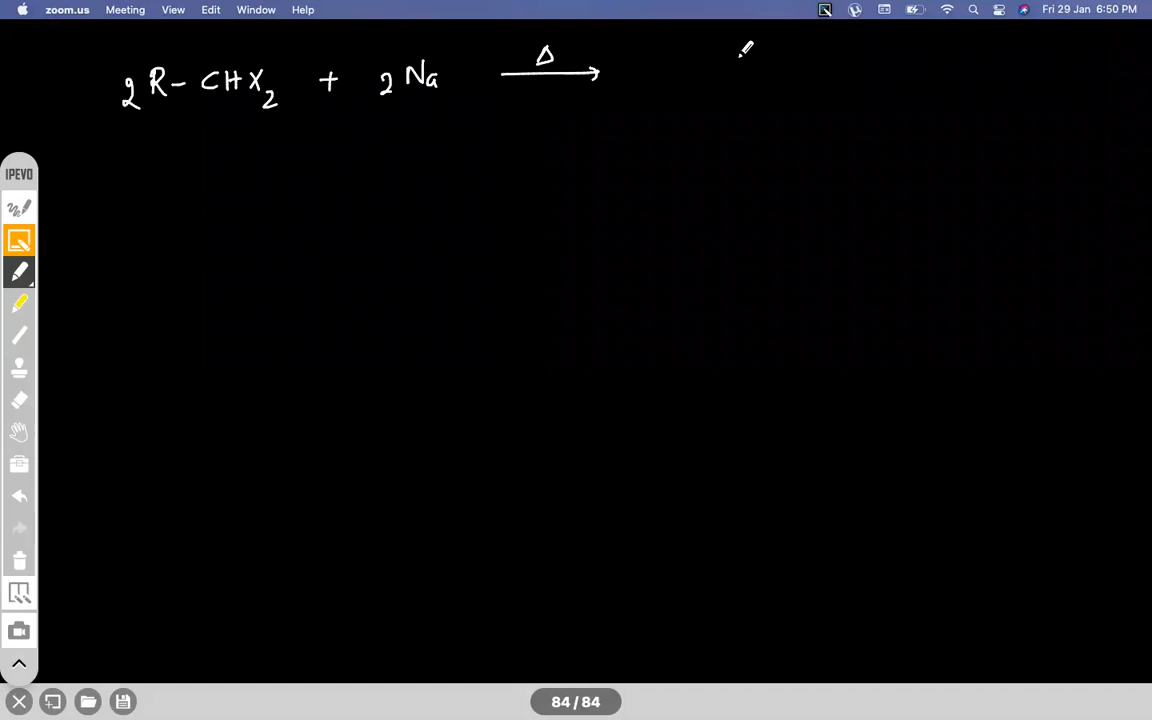 zoom.us Meeting View Edit Window Help Fri 29 Jan 6:50 PM
2 R - CHX2 + 2 Na Δ →
IPEVO
84 / 84